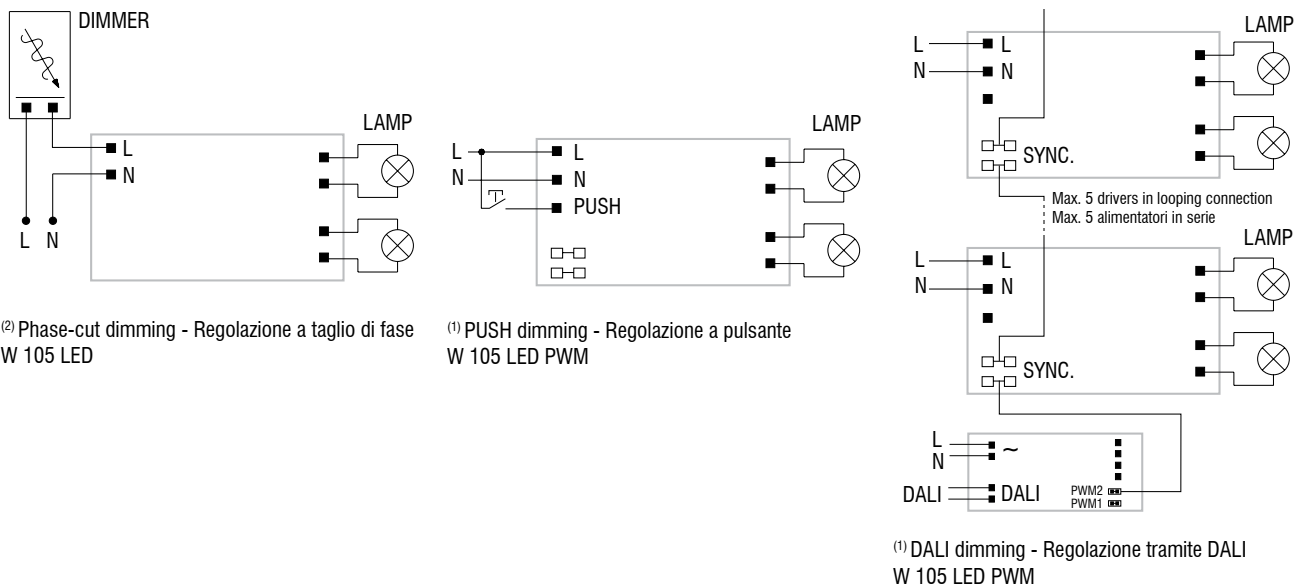 DIMMER
LAMP
L
N
L N
(2) Phase-cut dimming - Regolazione a taglio di fase
W 105 LED
LAMP
L L
N N
PUSH
(1) PUSH dimming - Regolazione a pulsante
W 105 LED PWM
LAMP
L L
N N
SYNC.
Max. 5 drivers in looping connection
Max. 5 alimentatori in serie
LAMP
L L
N N
SYNC.
L
N ~
DALI DALI
PWM2
PWM1
(1) DALI dimming - Regolazione tramite DALI
W 105 LED PWM